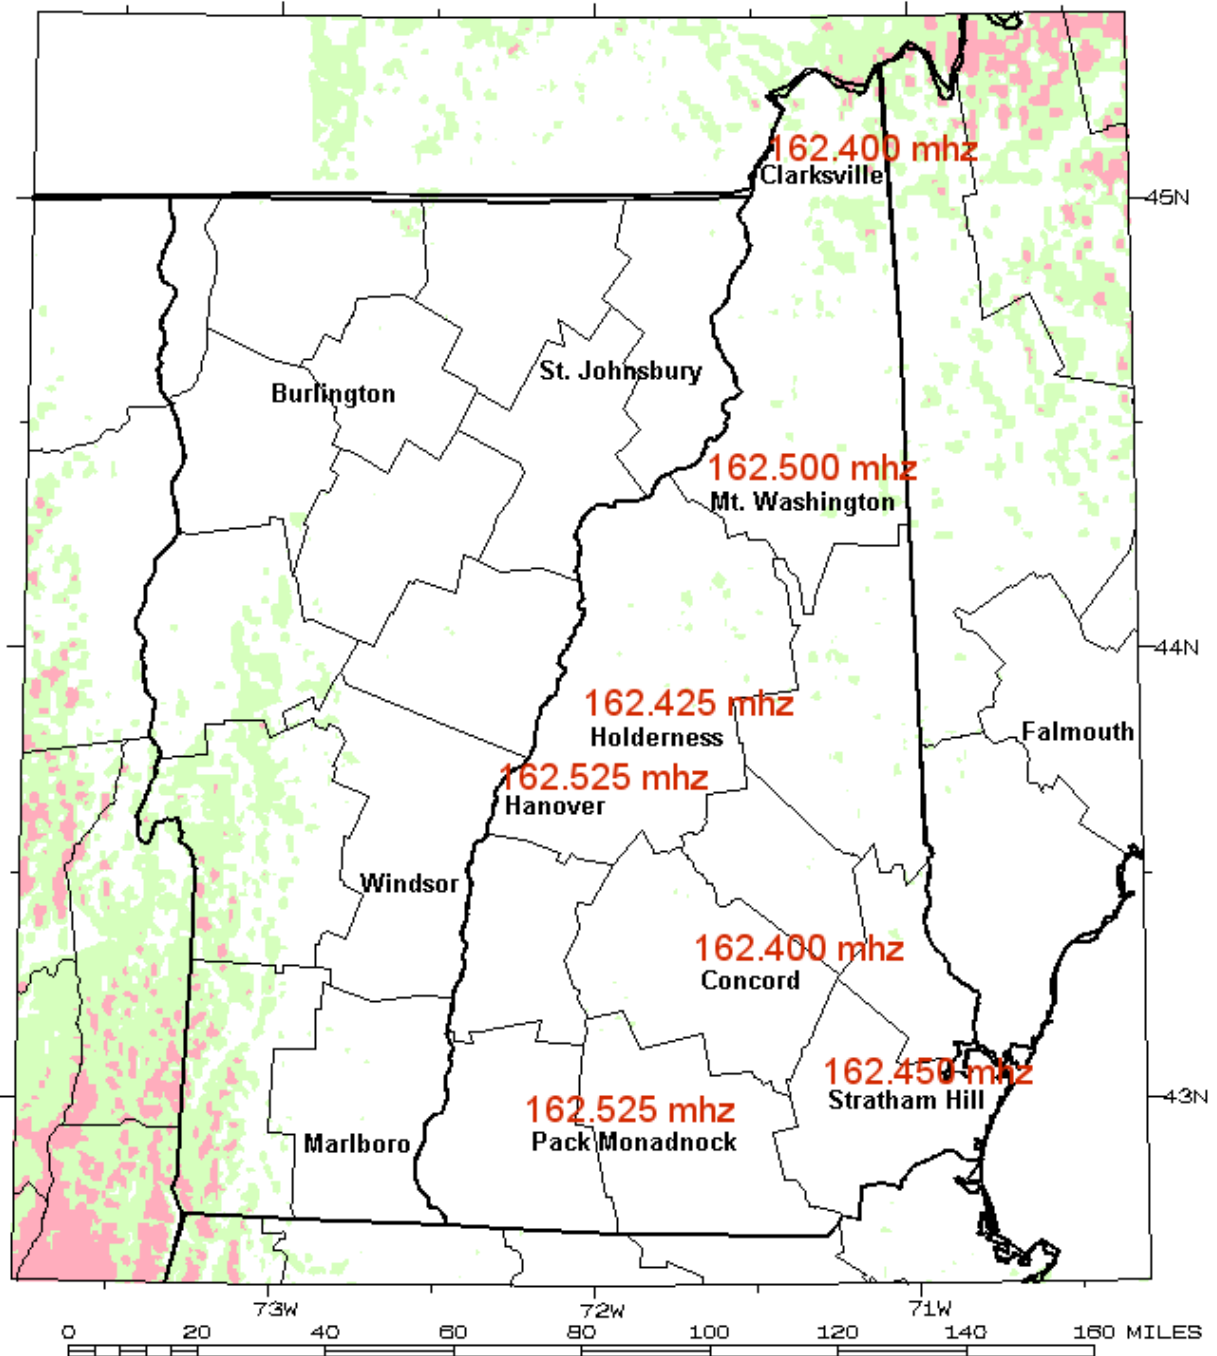 162.400 mhz
Clarksville
45N
St. Johnsbury
Burlington
162.500 mhz
Mt. Washington
44N
162.425 mhz
Holderness
Falmouth
162.525 mhz
Hanover
Windsor
162.400 mhz
Concord
162.450 mhz
Stratham Hill
43N
162.525 mhz
Pack Monadnock
Marlboro
73W 72W 71W
0 20 40 60 80 100 120 140 160 MILES